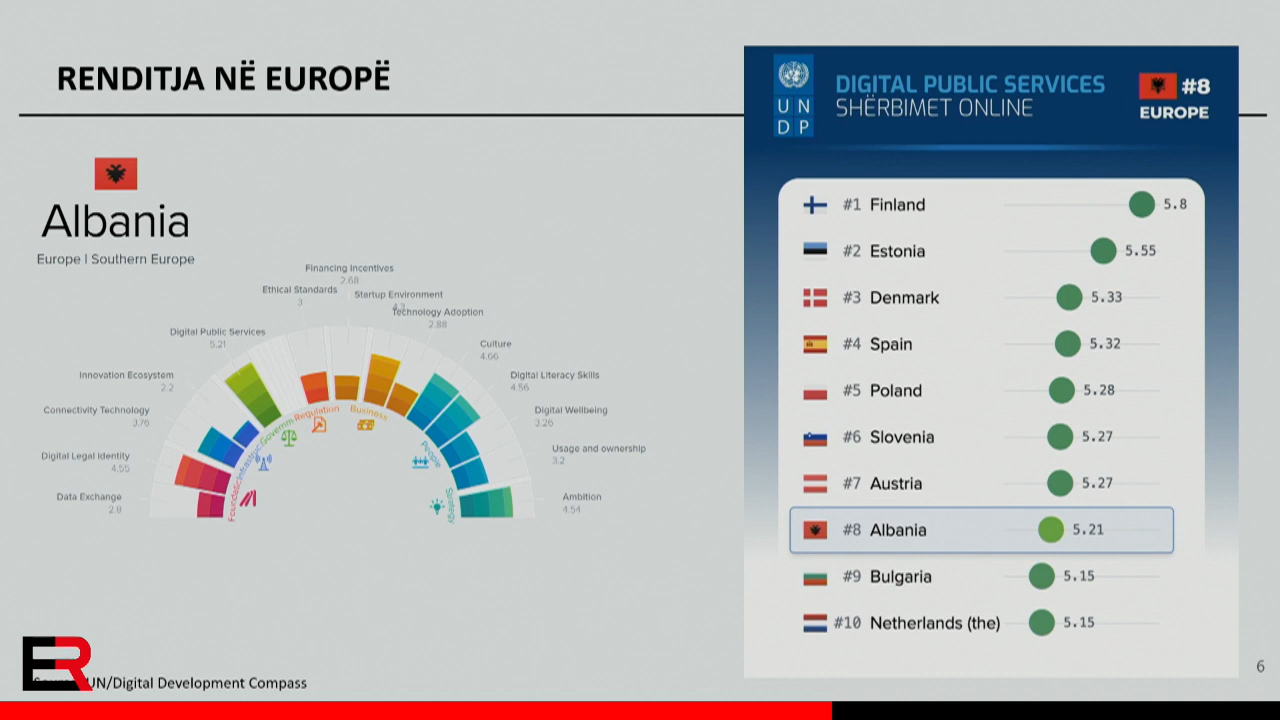 RENDITJA NË EUROPË
Albania
Europe | Southern Europe
Financing Incentives
2.68
Ethical Standards
3
Startup Environment
4.3
Technology Adoption
2.88
Digital Public Services
5.21
Culture
4.66
Innovation Ecosystem
2.2
Digital Literacy Skills
4.56
Connectivity Technology
3.76
Digital Wellbeing
3.26
Digital Legal Identity
4.55
Usage and ownership
3.2
Data Exchange
2.8
Ambition
4.54
Regulation
Business
People
Strategy
UN
DP
DIGITAL PUBLIC SERVICES
SHËRBIMET ONLINE
#8
EUROPE
#1 Finland 5.8
#2 Estonia 5.55
#3 Denmark 5.33
#4 Spain 5.32
#5 Poland 5.28
#6 Slovenia 5.27
#7 Austria 5.27
#8 Albania 5.21
#9 Bulgaria 5.15
#10 Netherlands (the) 5.15
6
ER
UN/Digital Development Compass